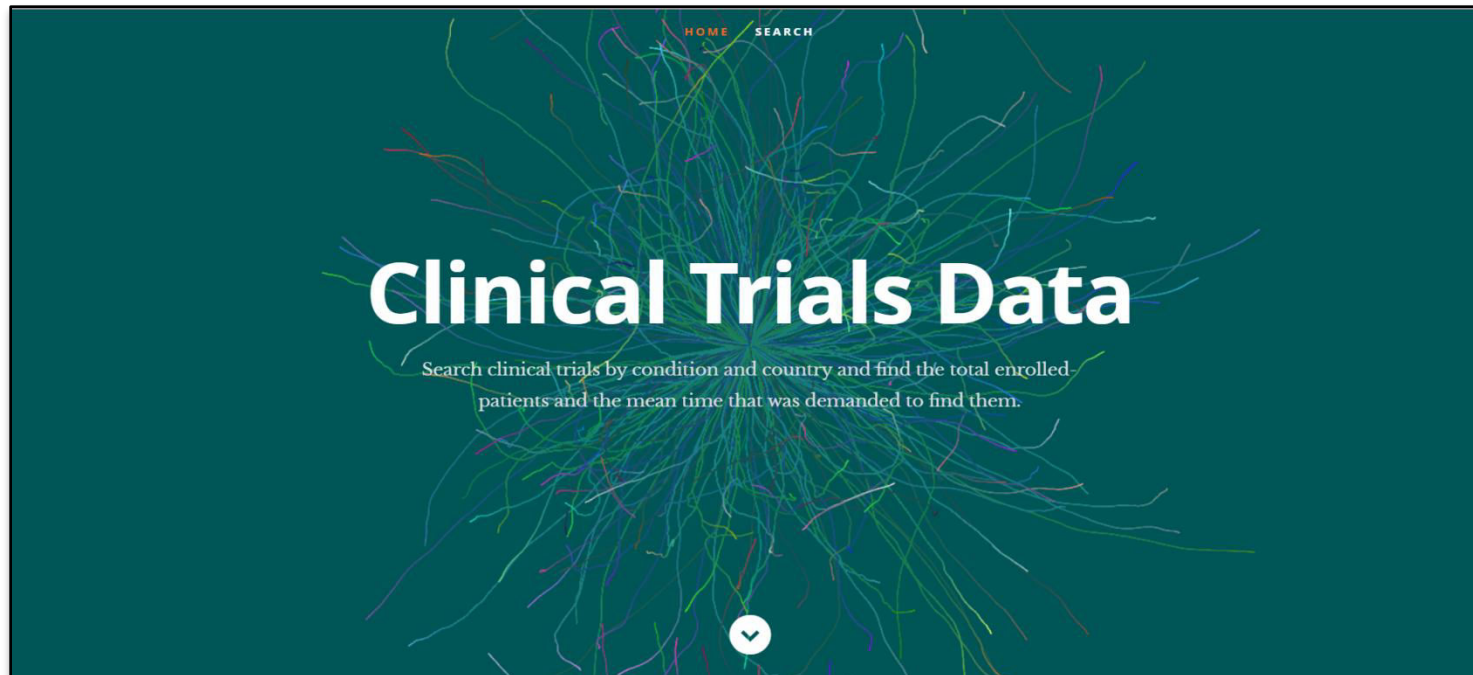 HOME SEARCH
Clinical Trials Data
Search clinical trials by condition and country and find the total enrolled-
patients and the mean time that was demanded to find them.